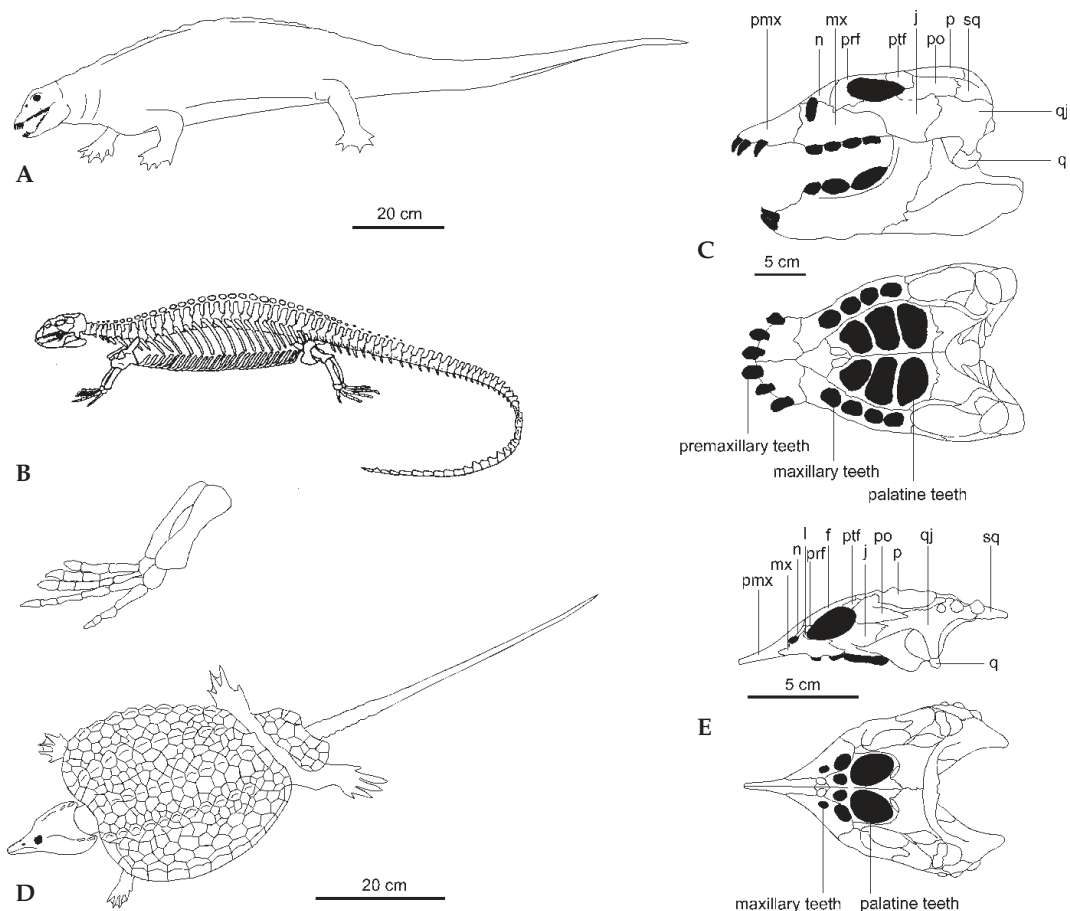 A
20 cm
B
D
20 cm
j
p
sq
pmx
mx
n
prf
ptf
po
qj
q
C
5 cm
premaxillary teeth
maxillary teeth
palatine teeth
l
f
ptf
po
qj
sq
n
prf
j
p
mx
pmx
q
5 cm
E
maxillary teeth
palatine teeth